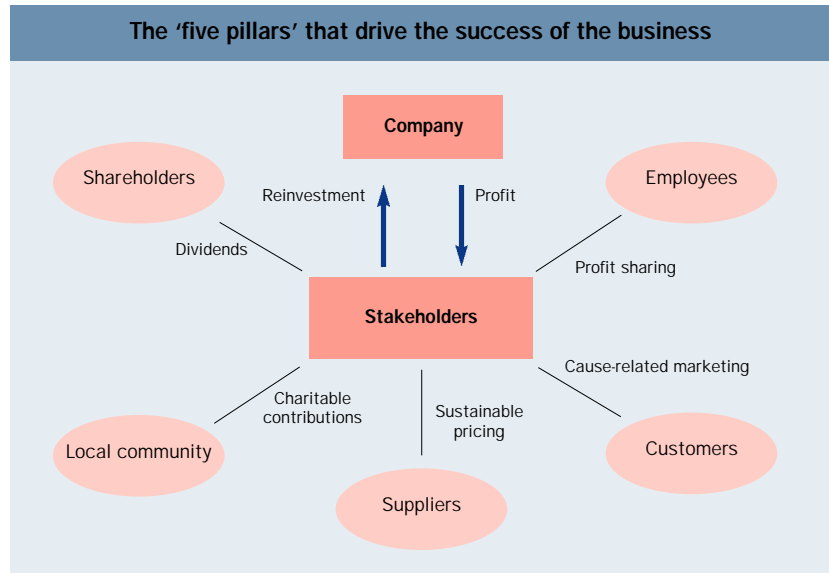 The ‘five pillars’ that drive the success of the business
Company
Shareholders
Employees
Reinvestment
Profit
Dividends
Profit sharing
Stakeholders
Cause-related marketing
Charitable
contributions
Sustainable
pricing
Local community
Customers
Suppliers